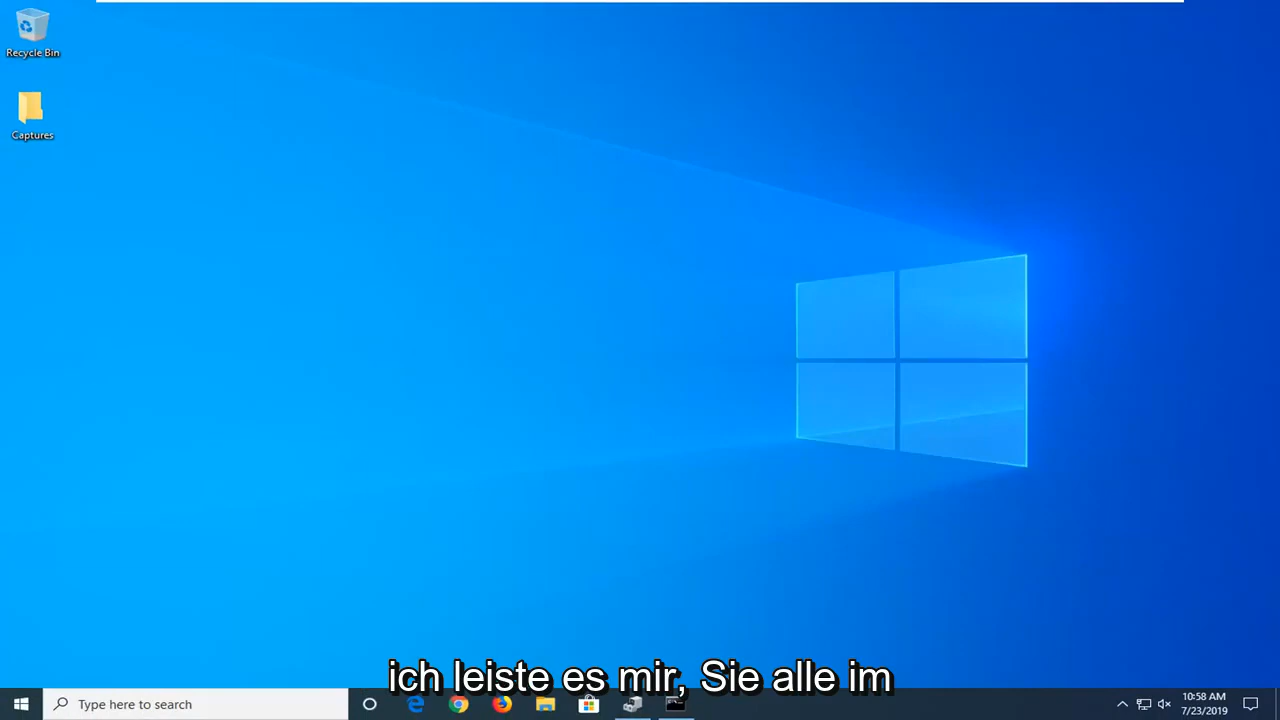 Recycle Bin
Captures
ich leiste es mir, Sie alle im
Type here to search
10:58 AM
7/23/2019